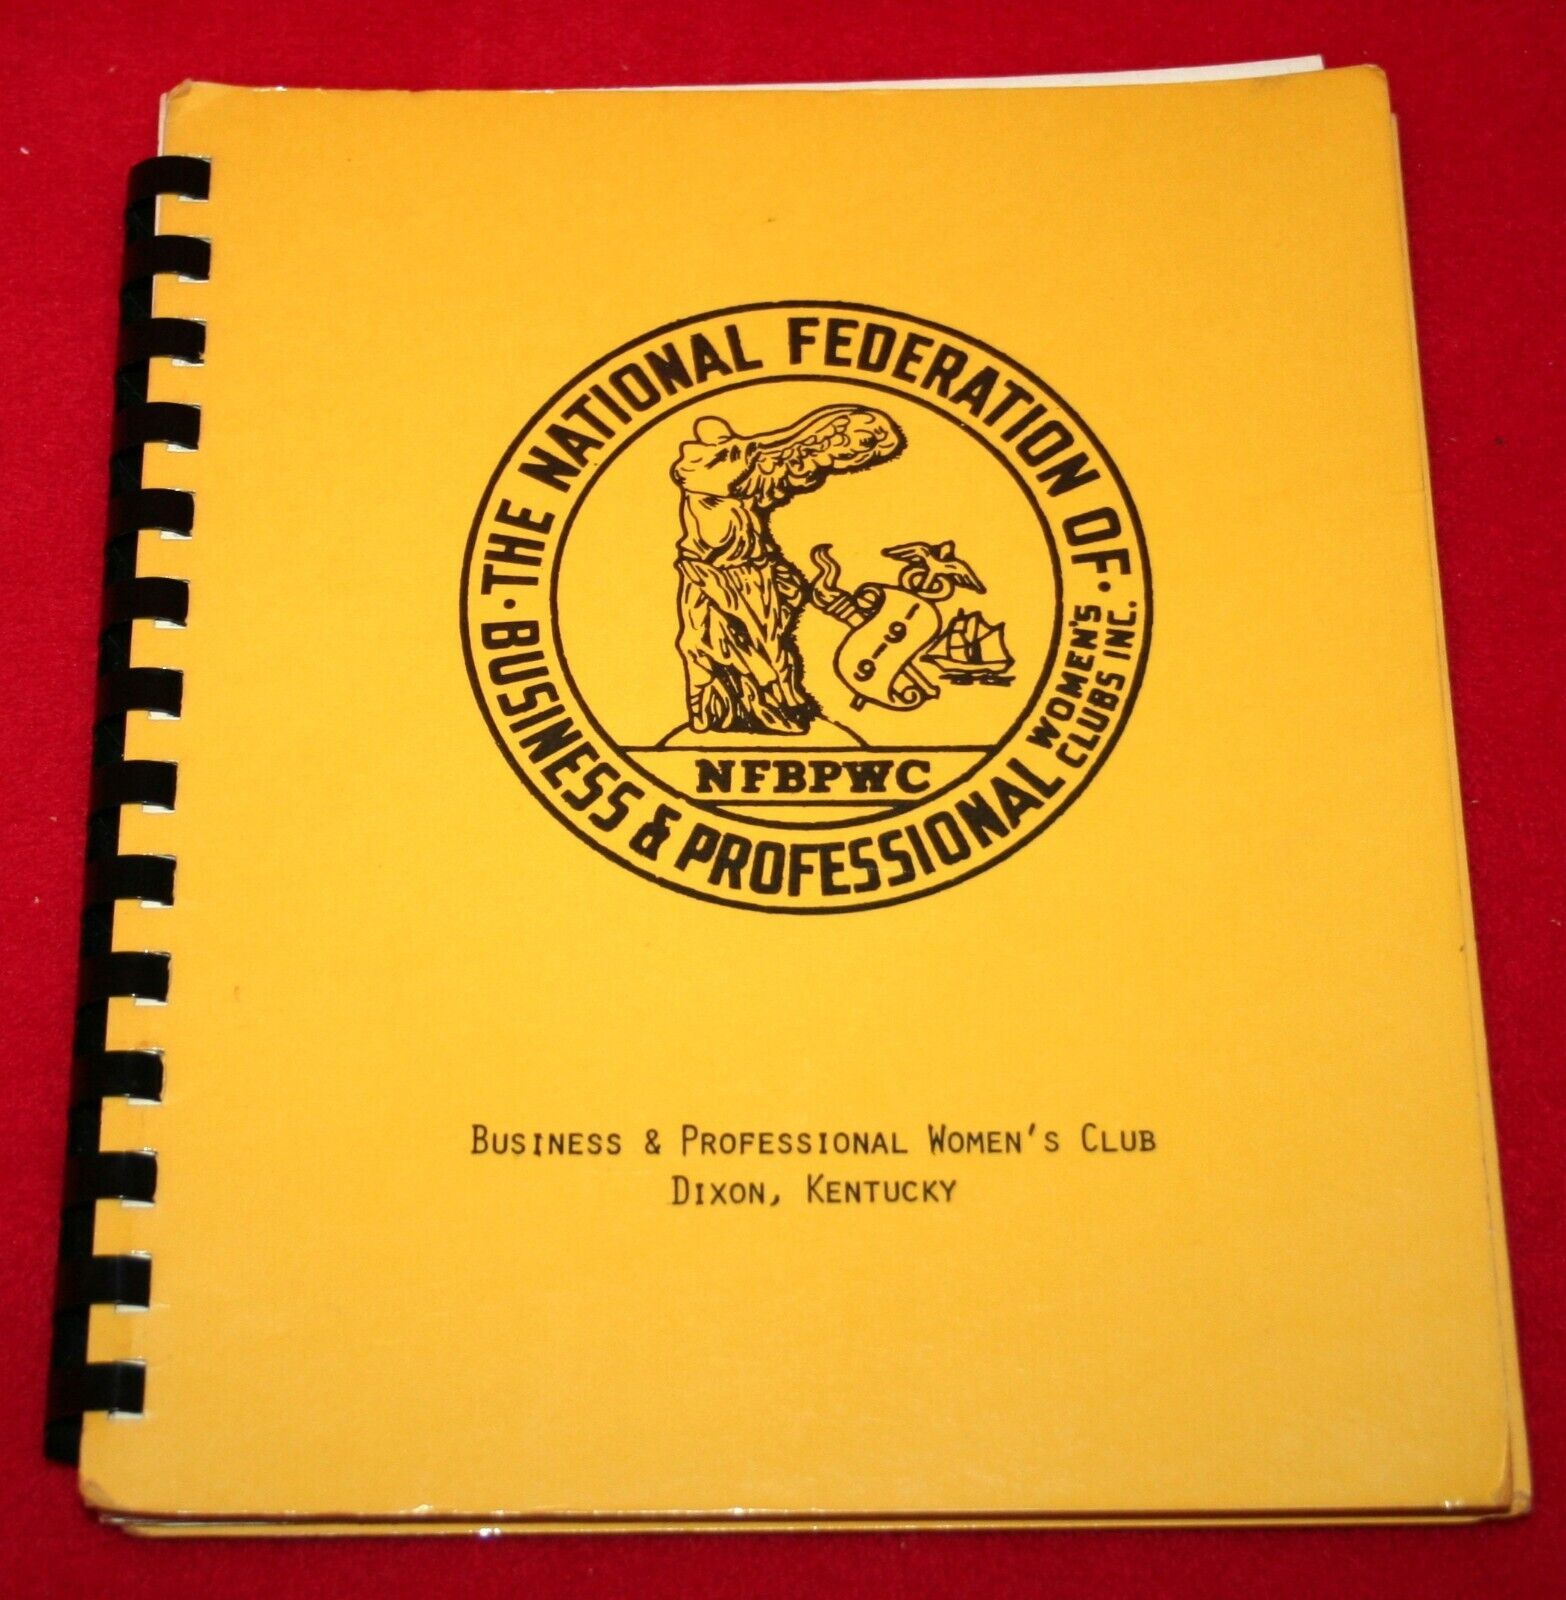 · THE NATIONAL FEDERATION OF ·
BUSINESS & PROFESSIONAL WOMEN'S
CLUBS INC.
1919
NFBPWC
BUSINESS & PROFESSIONAL WOMEN'S CLUB
DIXON, KENTUCKY